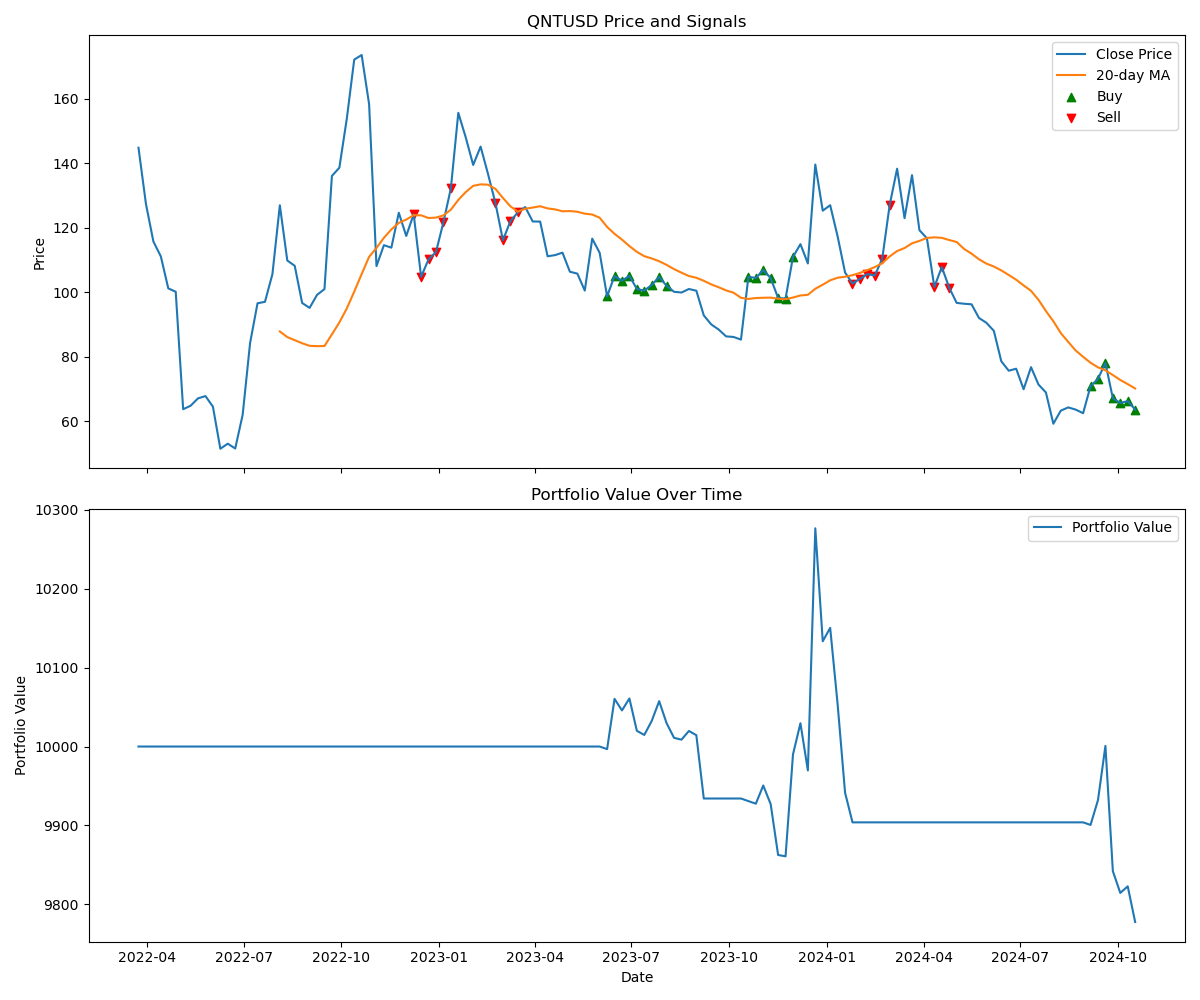 QNTUSD Price and Signals
Close Price
20-day MA
Buy
Sell
Price
160
140
120
100
80
60
Portfolio Value Over Time
Portfolio Value
Portfolio Value
10300
10200
10100
10000
9900
9800
2022-04
2022-07
2022-10
2023-01
2023-04
2023-07
2023-10
2024-01
2024-04
2024-07
2024-10
Date